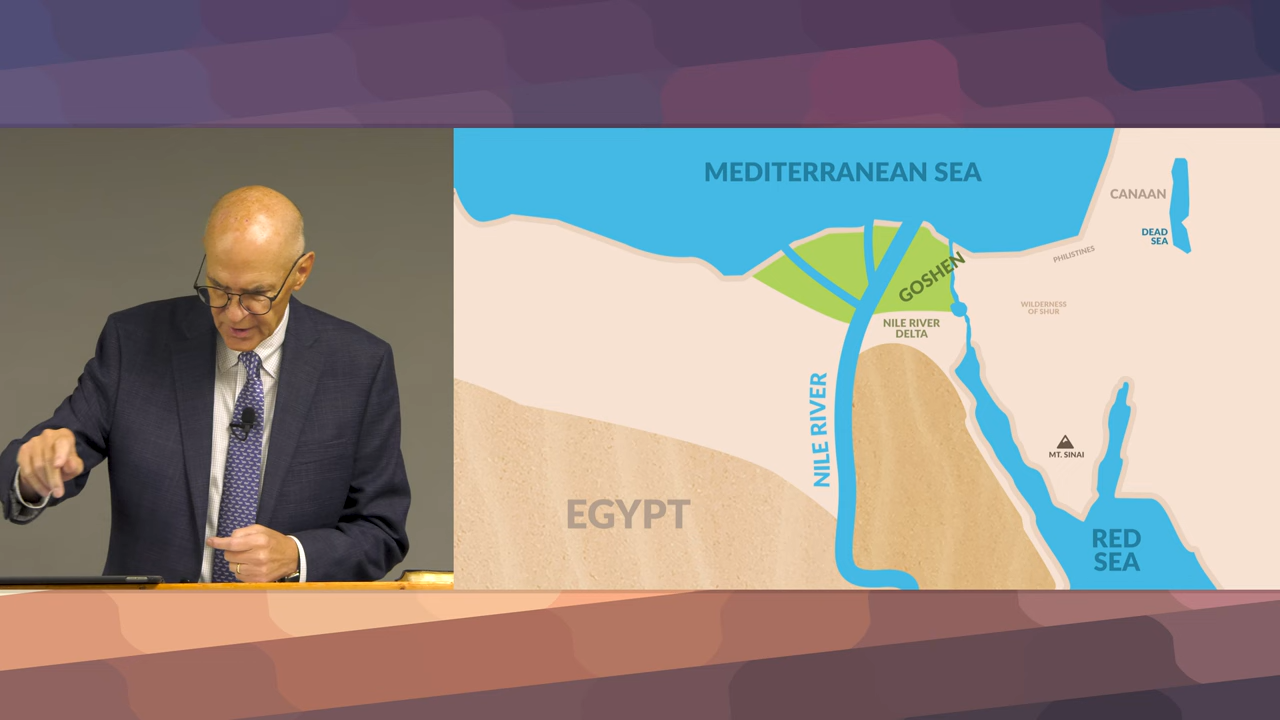 MEDITERRANEAN SEA
CANAAN
DEAD
SEA
PHILISTINES
GOSHEN
WILDERNESS
OF SHUR
NILE RIVER
DELTA
NILE RIVER
MT. SINAI
EGYPT
RED
SEA